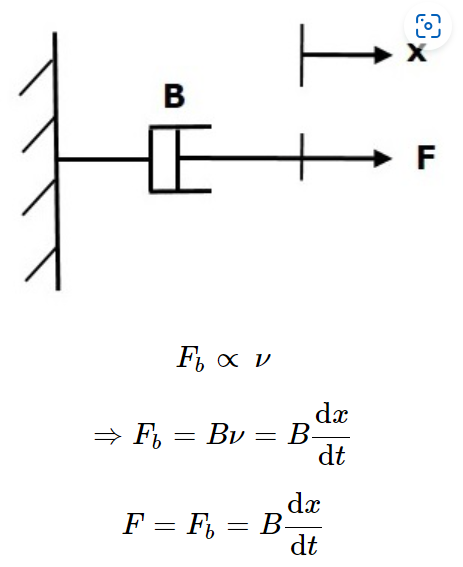 x
B
F
F_b ∝ ν
⇒ F_b = Bν = B dx/dt
F = F_b = B dx/dt